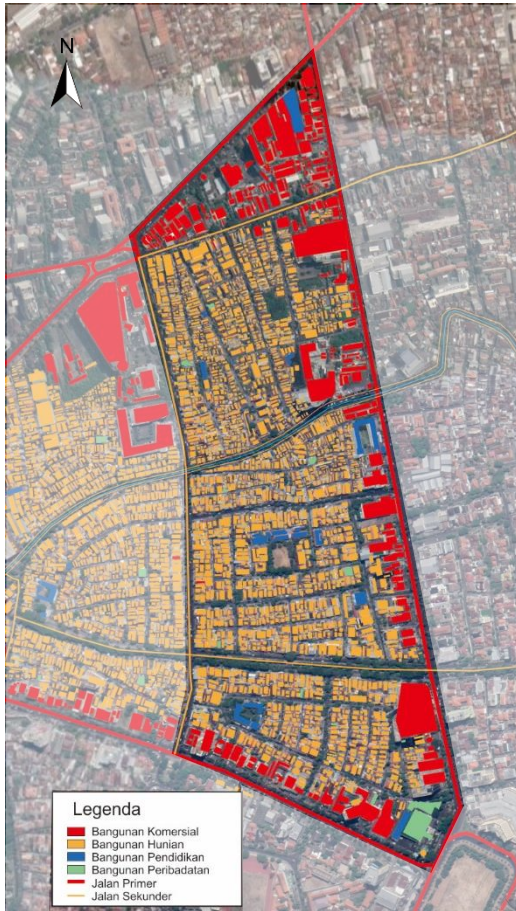 N
Legenda
Bangunan Komersial
Bangunan Hunian
Bangunan Pendidikan
Bangunan Peribadatan
Jalan Primer
Jalan Sekunder